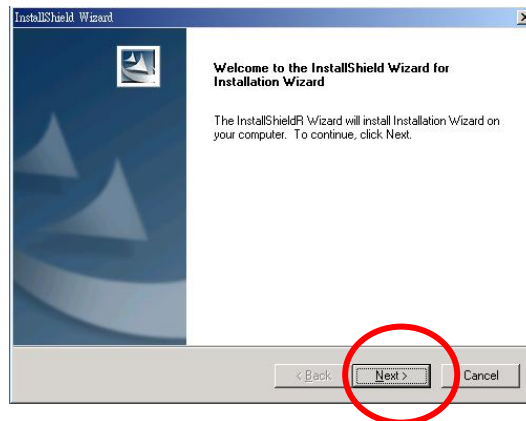 InstallShield Wizard
Welcome to the InstallShield Wizard for
Installation Wizard
The InstallShieldR Wizard will install Installation Wizard on
your computer. To continue, click Next.
< Back
Next >
Cancel